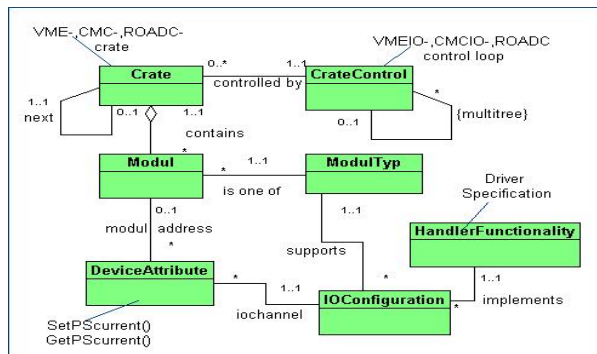 VME-,CMC-,ROADC-
crate
VMEIO-,CMCIO-,ROADC
control loop
Crate
0..*
1..1
controlled by
CrateControl
1..1
next
0..1
1..1
*
0..1
{multitree}
contains
*
Modul
*
1..1
is one of
ModulTyp
Driver
Specification
0..1
modul address
*
1..1
supports
*
HandlerFunctionality
DeviceAttribute
*
1..1
iochannel
IOConfiguration
*
1..1
implements
SetPScurrent()
GetPScurrent()